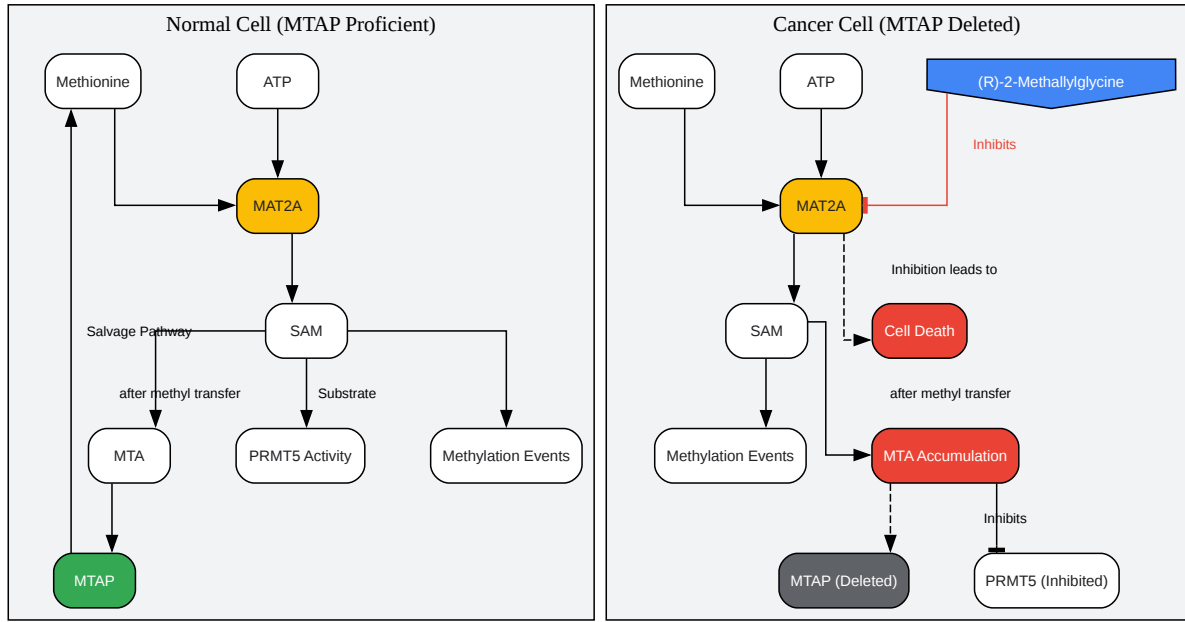 Normal Cell (MTAP Proficient)
Methionine
ATP
MAT2A
SAM
Salvage Pathway
after methyl transfer
Substrate
MTA
PRMT5 Activity
Methylation Events
MTAP
Cancer Cell (MTAP Deleted)
Methionine
ATP
(R)-2-Methallylglycine
Inhibits
MAT2A
Inhibition leads to
SAM
Cell Death
after methyl transfer
Methylation Events
MTA Accumulation
Inhibits
MTAP (Deleted)
PRMT5 (Inhibited)